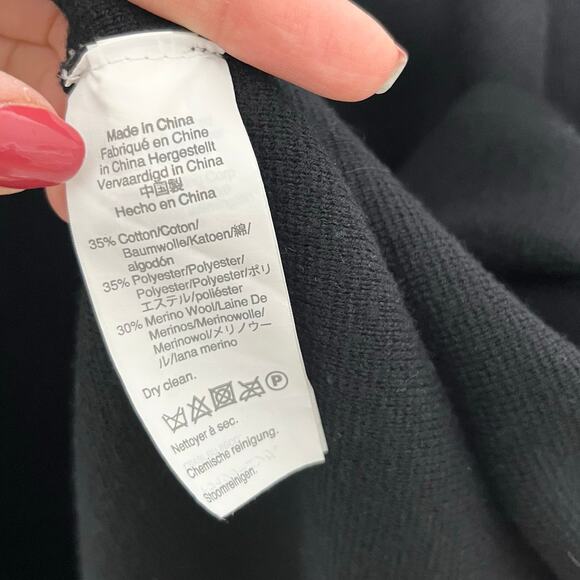 Made in China
Fabriqué en Chine
in China Hergestellt
Vervaardigd in China
中国製
Hecho en China
35% Cotton/Coton/
Baumwolle/Katoen/綿/
algodón
35% Polyester/Polyester/
Polyester/Polyester/ポリ
エステル/poliéster
30% Merino Wool/Laine De
Merinos/Merinowolle/
Merinowol/メリノウー
ル/lana merino
Dry clean.
P
Nettoyer à sec.
Chemische reinigung.
Stoomreinigen.